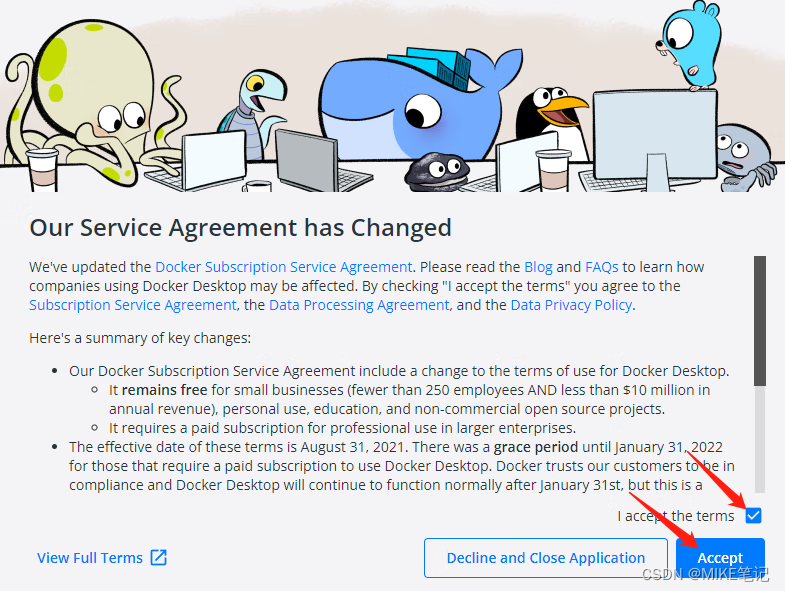 Our Service Agreement has Changed
We've updated the Docker Subscription Service Agreement. Please read the Blog and FAQs to learn how
companies using Docker Desktop may be affected. By checking "I accept the terms" you agree to the
Subscription Service Agreement, the Data Processing Agreement, and the Data Privacy Policy.
Here's a summary of key changes:
• Our Docker Subscription Service Agreement include a change to the terms of use for Docker Desktop.
◦ It remains free for small businesses (fewer than 250 employees AND less than $10 million in
annual revenue), personal use, education, and non-commercial open source projects.
◦ It requires a paid subscription for professional use in larger enterprises.
• The effective date of these terms is August 31, 2021. There was a grace period until January 31, 2022
for those that require a paid subscription to use Docker Desktop. Docker trusts our customers to be in
compliance and Docker Desktop will continue to function normally after January 31st, but this is a
I accept the terms
View Full Terms
Decline and Close Application
Accept
CSDN @MIKE笔记